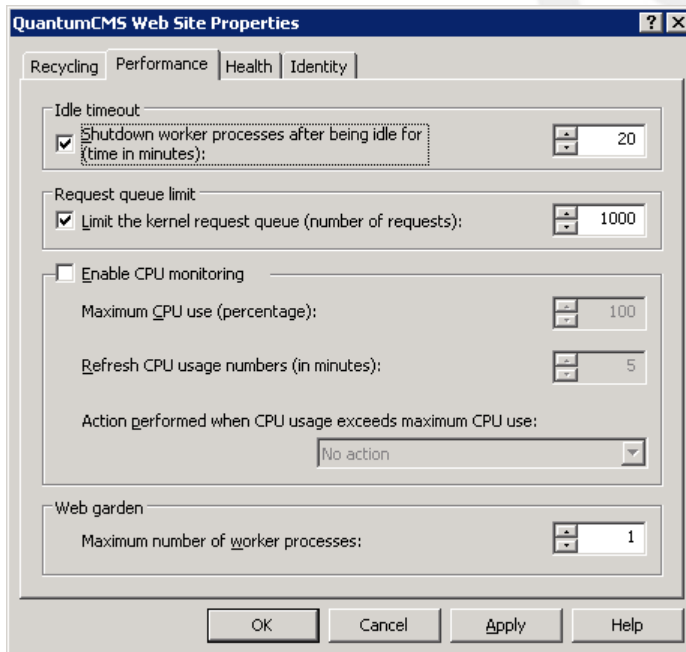 QuantumCMS Web Site Properties
Recycling Performance Health Identity
Idle timeout
Shutdown worker processes after being idle for
(time in minutes):
20
Request queue limit
Limit the kernel request queue (number of requests): 1000
Enable CPU monitoring
Maximum CPU use (percentage): 100
Refresh CPU usage numbers (in minutes): 5
Action performed when CPU usage exceeds maximum CPU use:
No action
Web garden
Maximum number of worker processes: 1
OK Cancel Apply Help